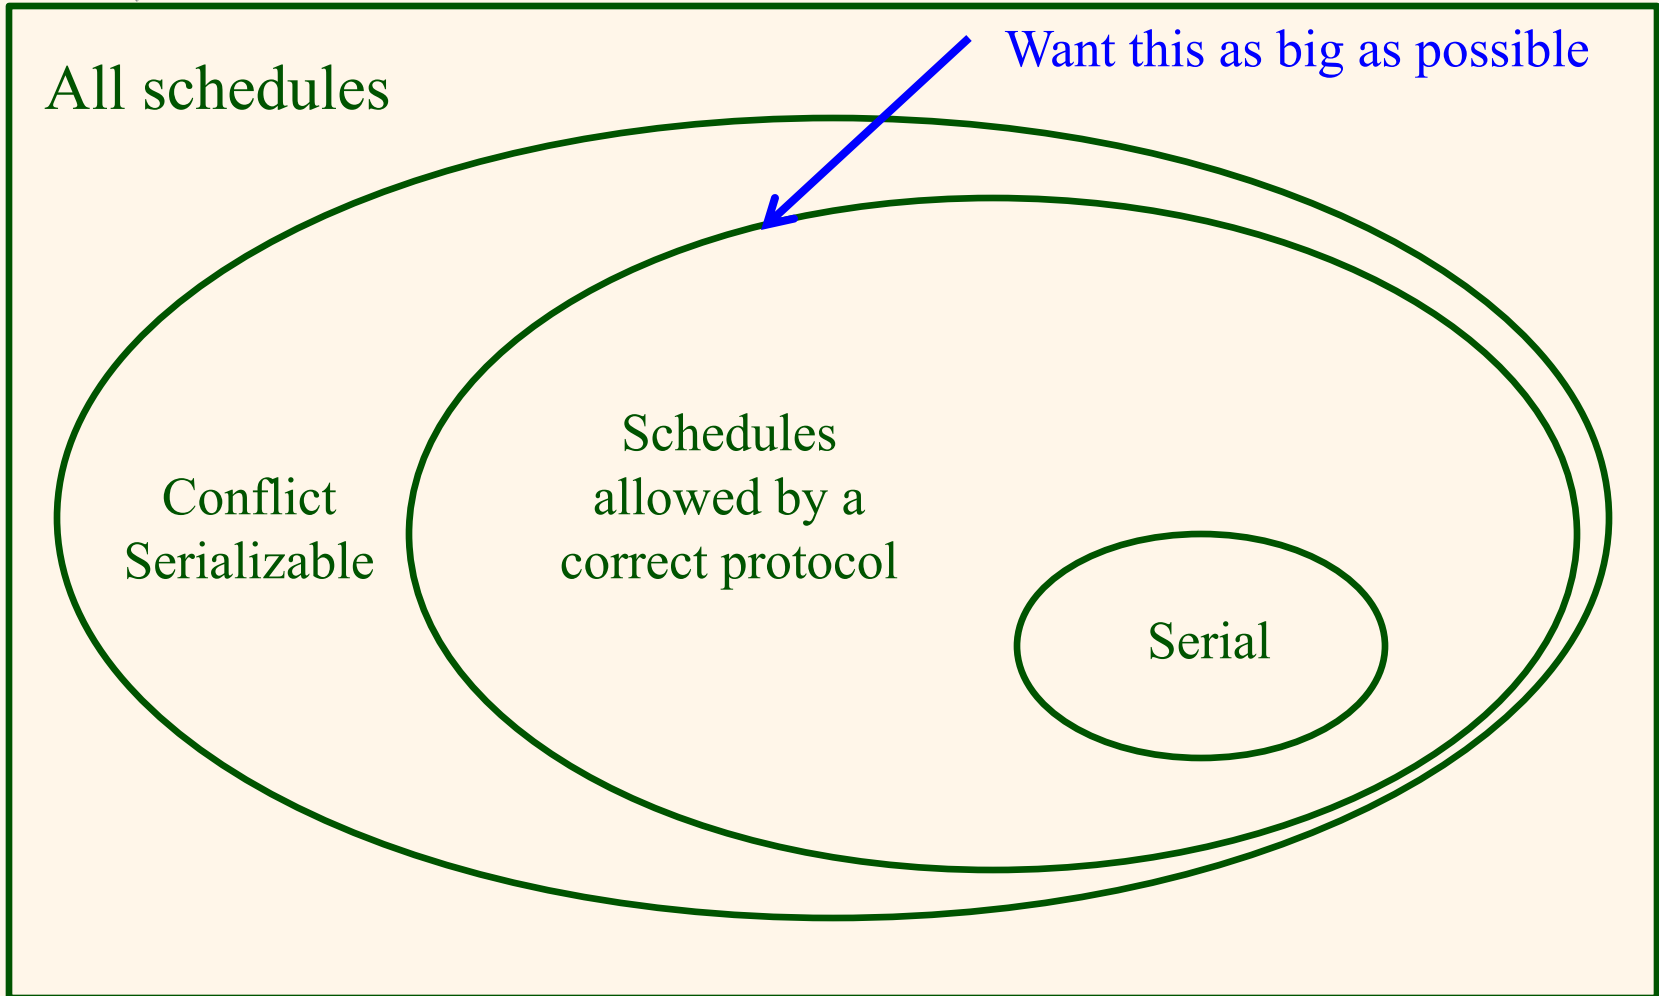 Want this as big as possible
All schedules
Schedules
allowed by a
correct protocol
Conflict
Serializable
Serial